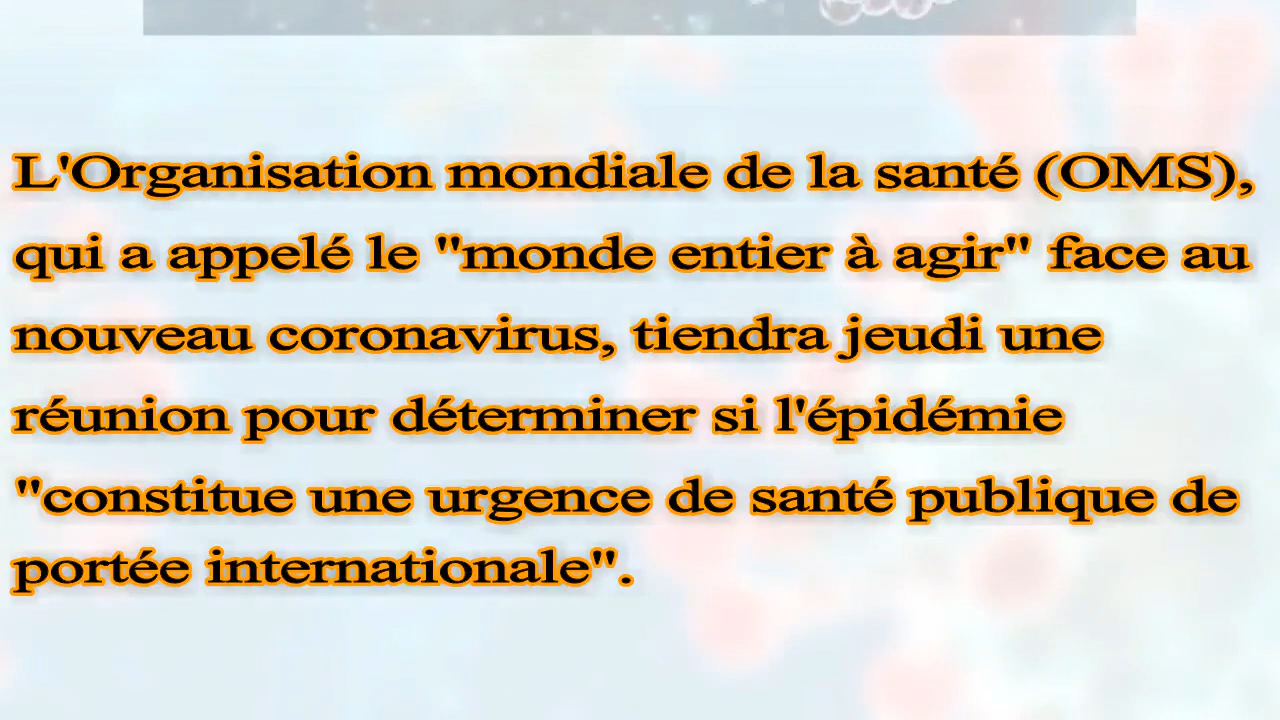 L'Organisation mondiale de la santé (OMS),
qui a appelé le "monde entier à agir" face au
nouveau coronavirus, tiendra jeudi une
réunion pour déterminer si l'épidémie
"constitue une urgence de santé publique de
portée internationale".